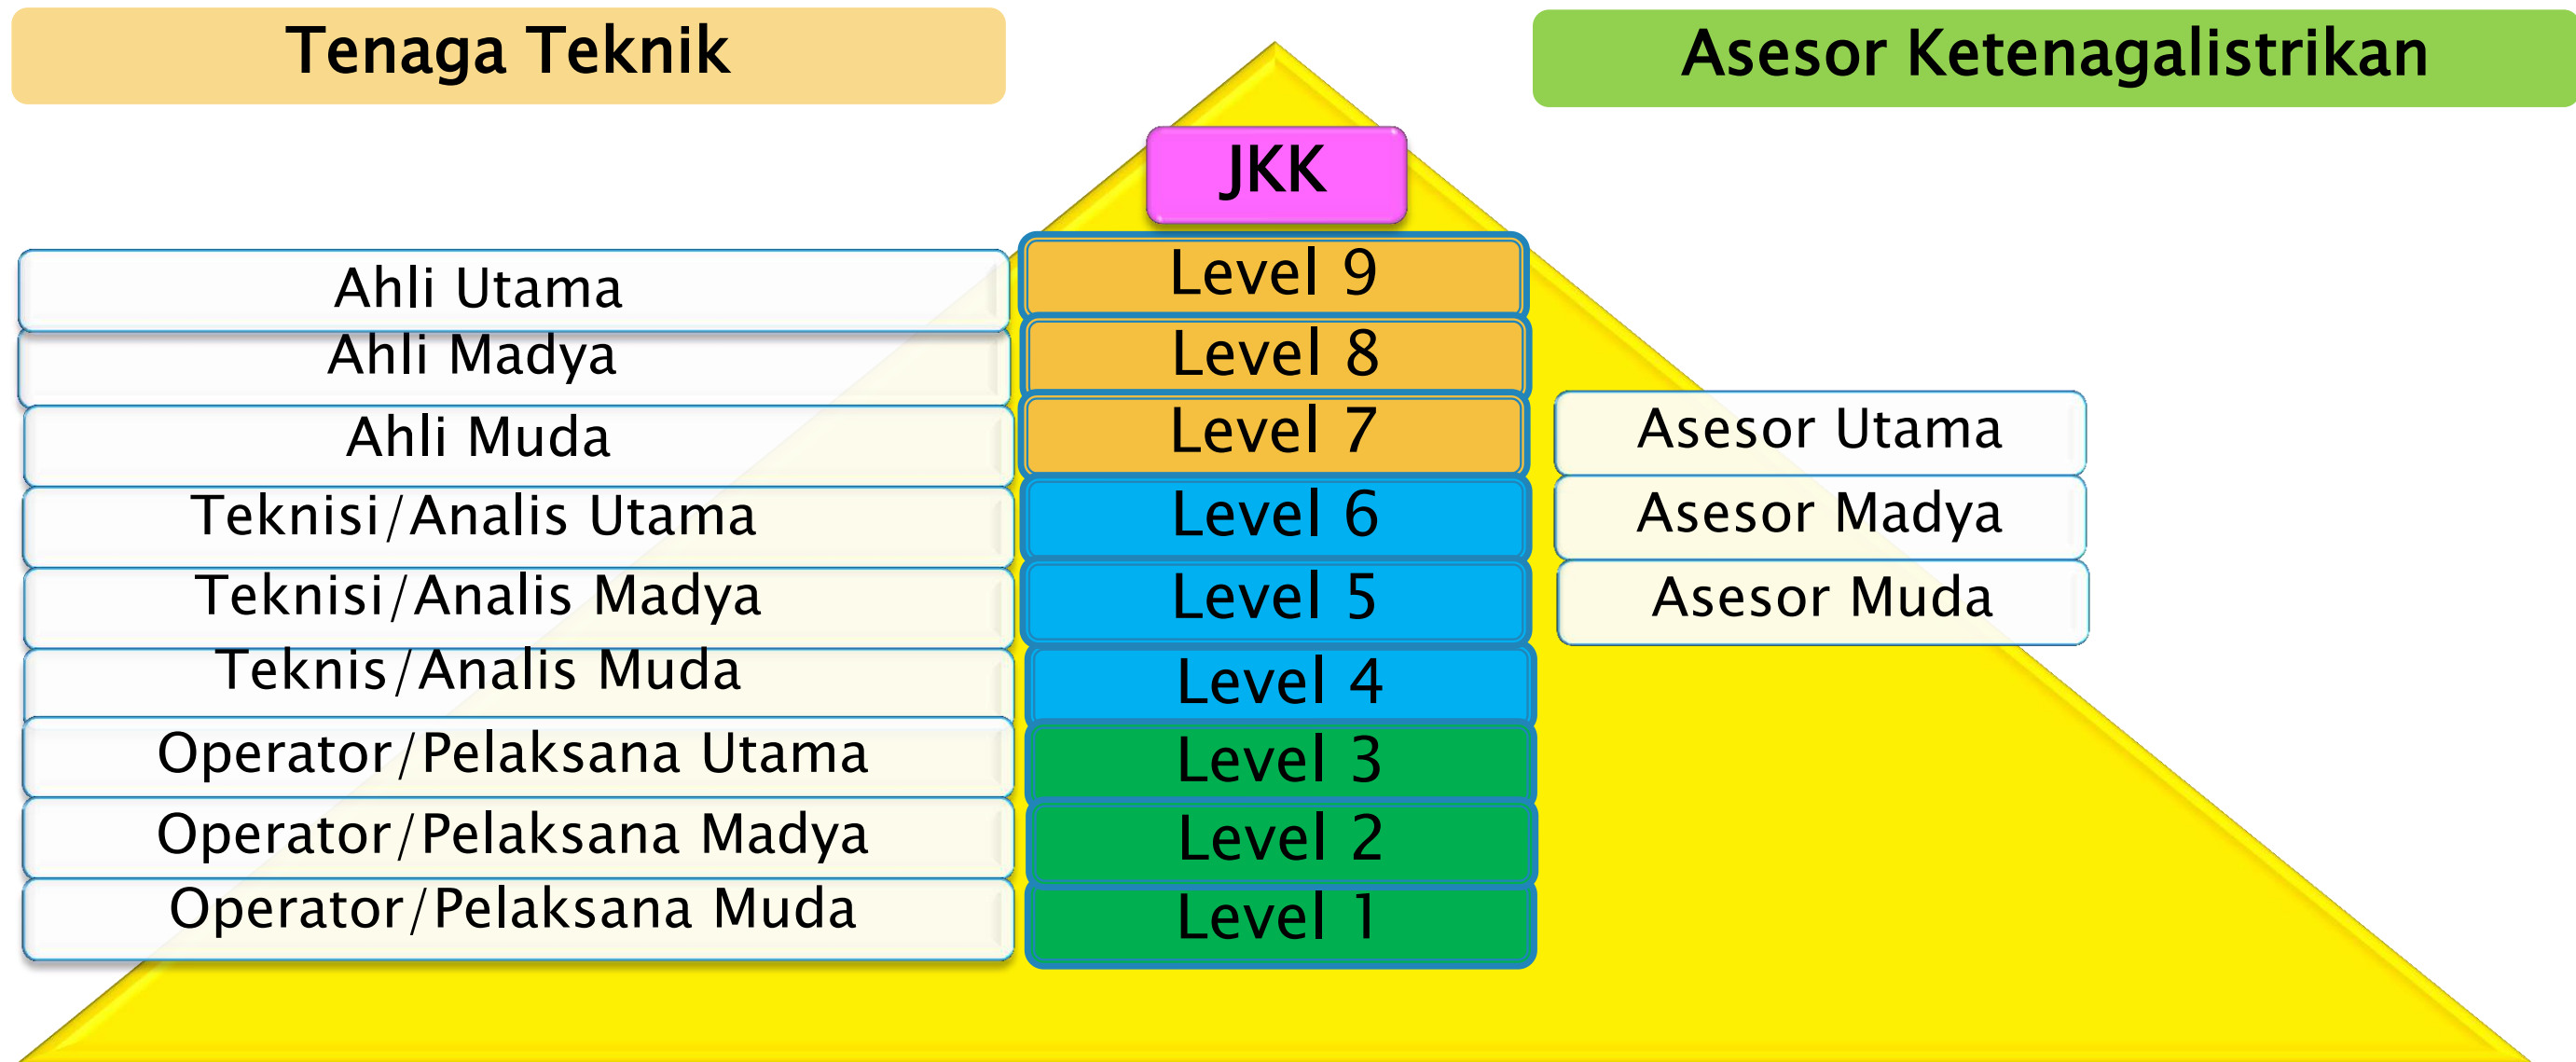 Tenaga Teknik
Asesor Ketenagalistrikan
JKK
Ahli Utama
Level 9
Ahli Madya
Level 8
Ahli Muda
Level 7
Asesor Utama
Teknisi/Analis Utama
Level 6
Asesor Madya
Teknisi/Analis Madya
Level 5
Asesor Muda
Teknis/Analis Muda
Level 4
Operator/Pelaksana Utama
Level 3
Operator/Pelaksana Madya
Level 2
Operator/Pelaksana Muda
Level 1